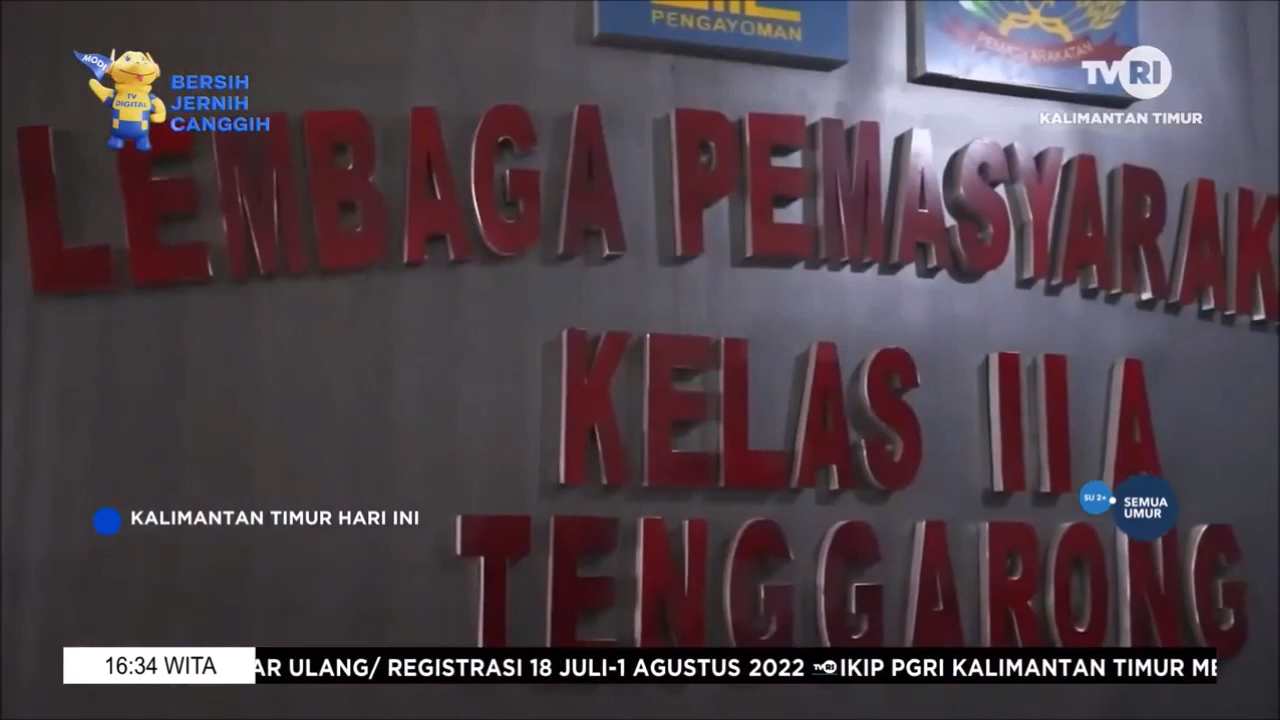 PENGAYOMAN
PEMASYARAKATAN
MODI
TV DIGITAL
BERSIH
JERNIH
CANGGIH
TVRI
KALIMANTAN TIMUR
LEMBAGA PEMASYARAK
KELAS II A
TENGGARONG
KALIMANTAN TIMUR HARI INI
SU 2+
SEMUA
UMUR
16:34 WITA
AR ULANG/ REGISTRASI 18 JULI-1 AGUSTUS 2022 TVRI IKIP PGRI KALIMANTAN TIMUR ME